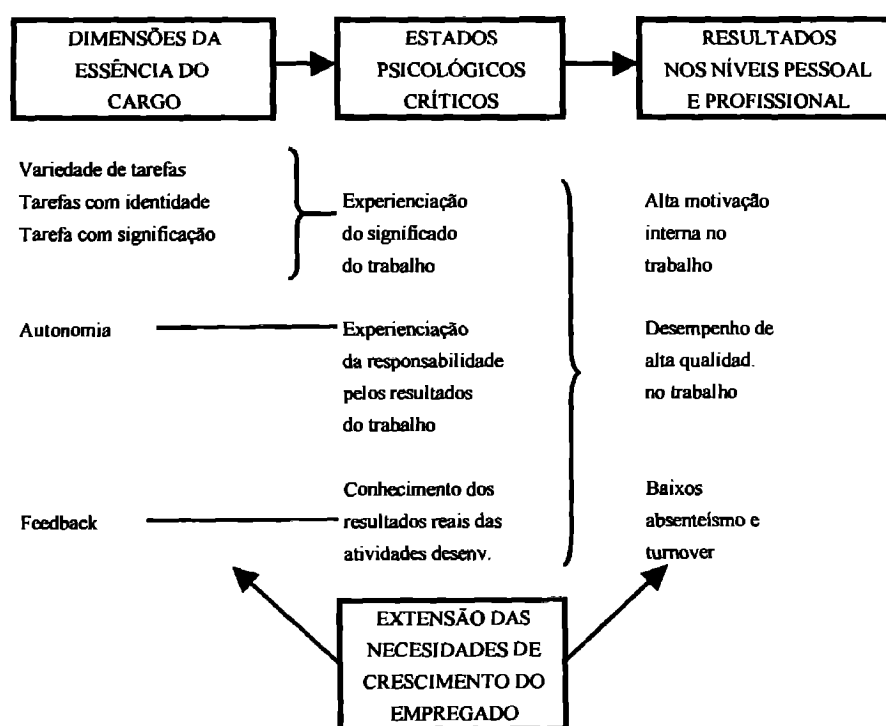 DIMENSÕES DA
ESSÊNCIA DO
CARGO
ESTADOS
PSICOLÓGICOS
CRÍTICOS
RESULTADOS
NOS NÍVEIS PESSOAL
E PROFISSIONAL
Variedade de tarefas
Tarefas com identidade
Tarefa com significação
Experienciação
do significado
do trabalho
Alta motivação
interna no
trabalho
Autonomia
Experienciação
da responsabilidade
pelos resultados
do trabalho
Desempenho de
alta qualidad.
no trabalho
Feedback
Conhecimento dos
resultados reais das
atividades desenv.
Baixos
absenteísmo e
turnover
EXTENSÃO DAS
NECESIDADES DE
CRESCIMENTO DO
EMPREGADO